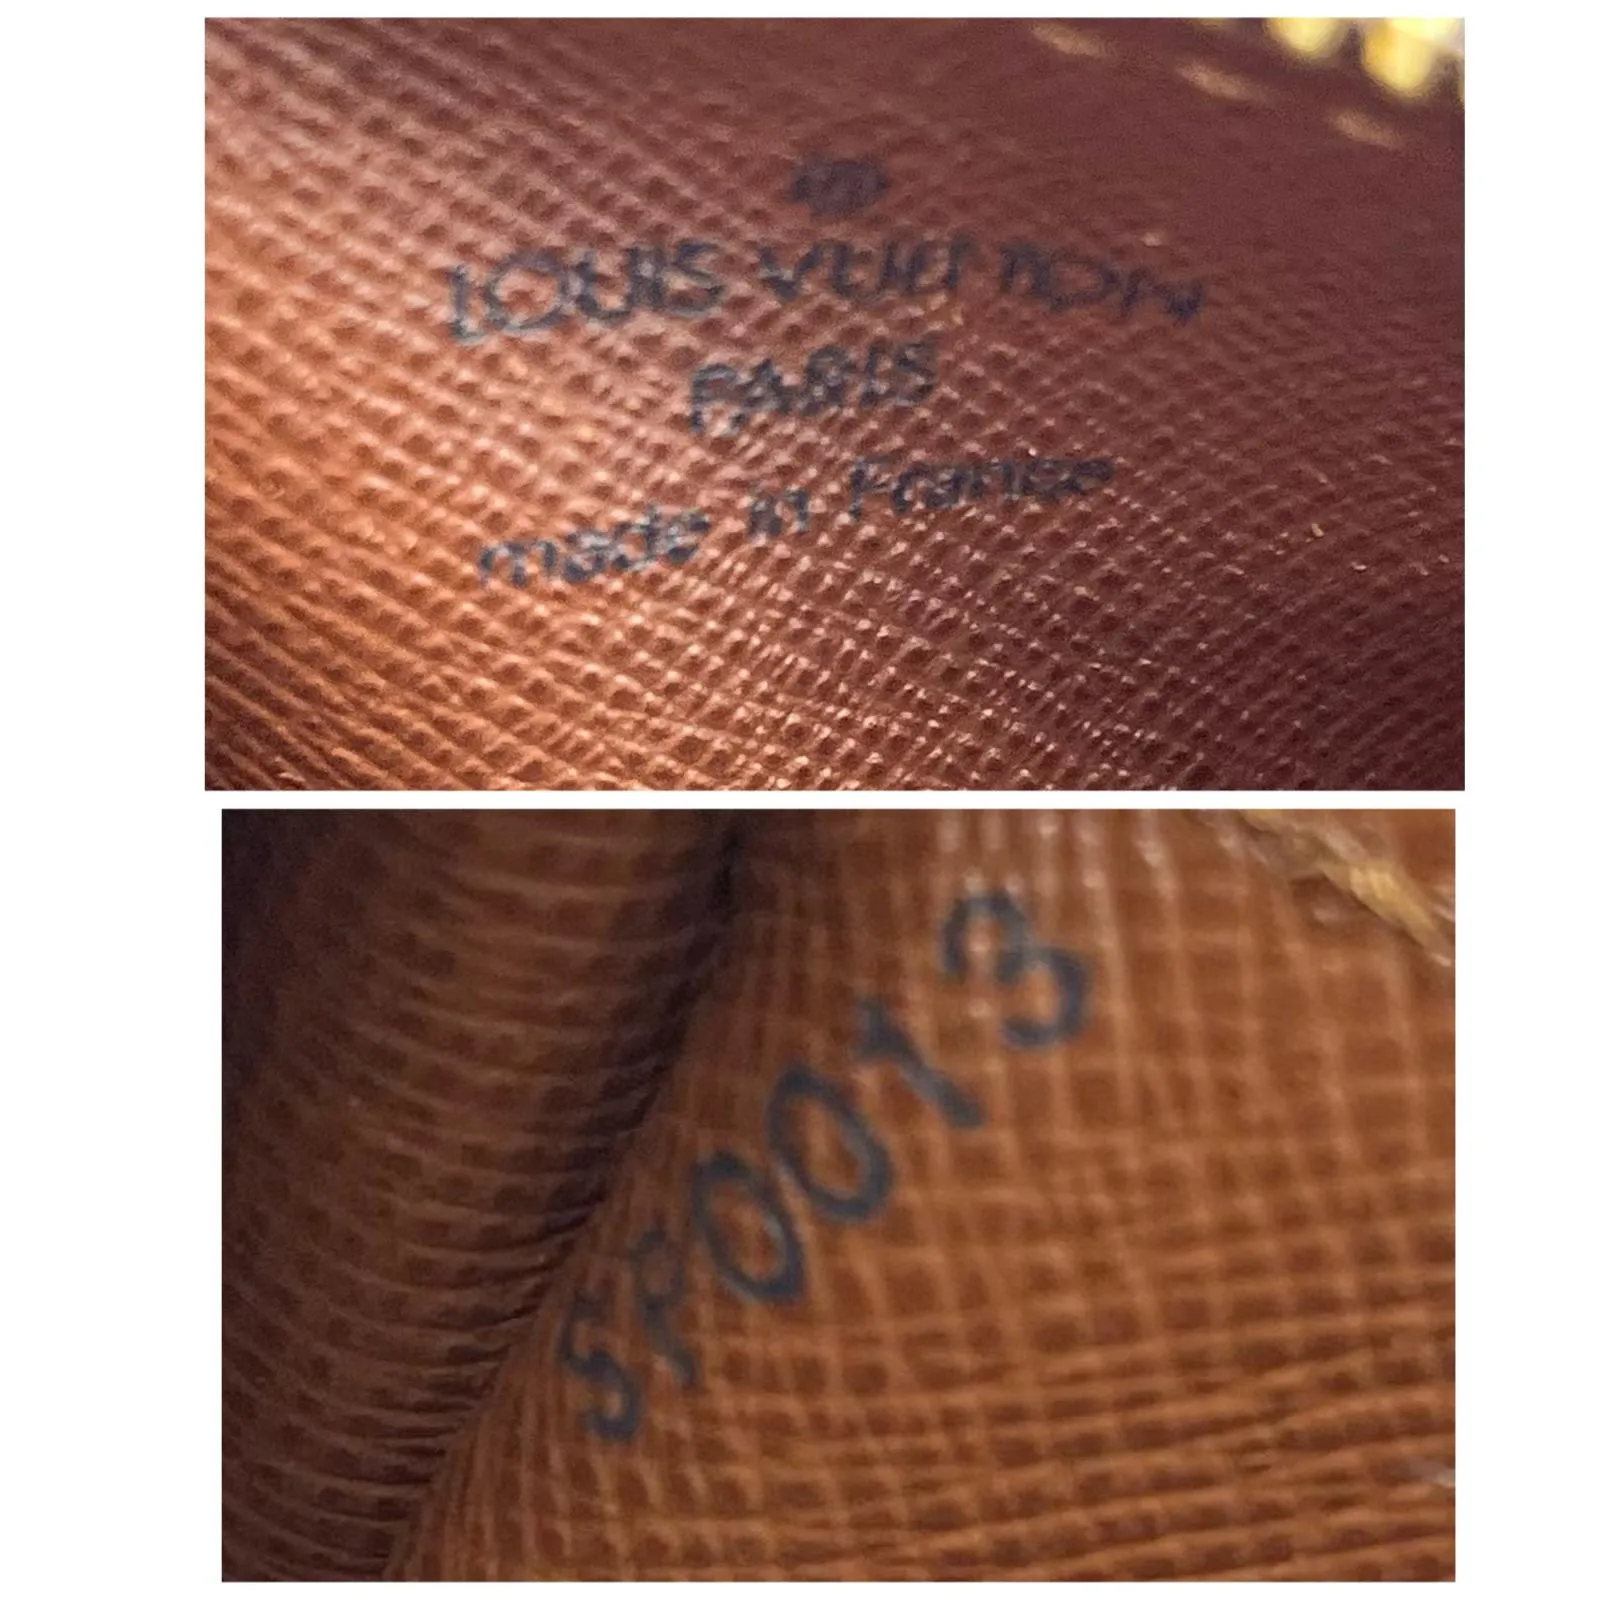 LOUIS VUITTON
PARIS
made in France
SP0013